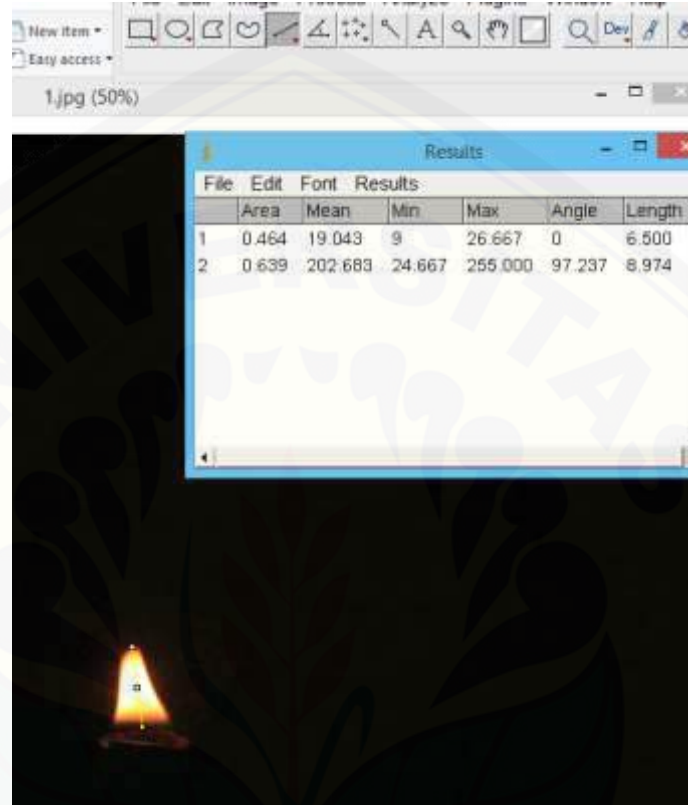 New item
Dev
Easy access
1.jpg (50%)
Results
File Edit Font Results
Area Mean Min Max Angle Length
1 0.464 19.043 9 26.667 0 6.500
2 0.639 202.683 24.667 255.000 97.237 8.974